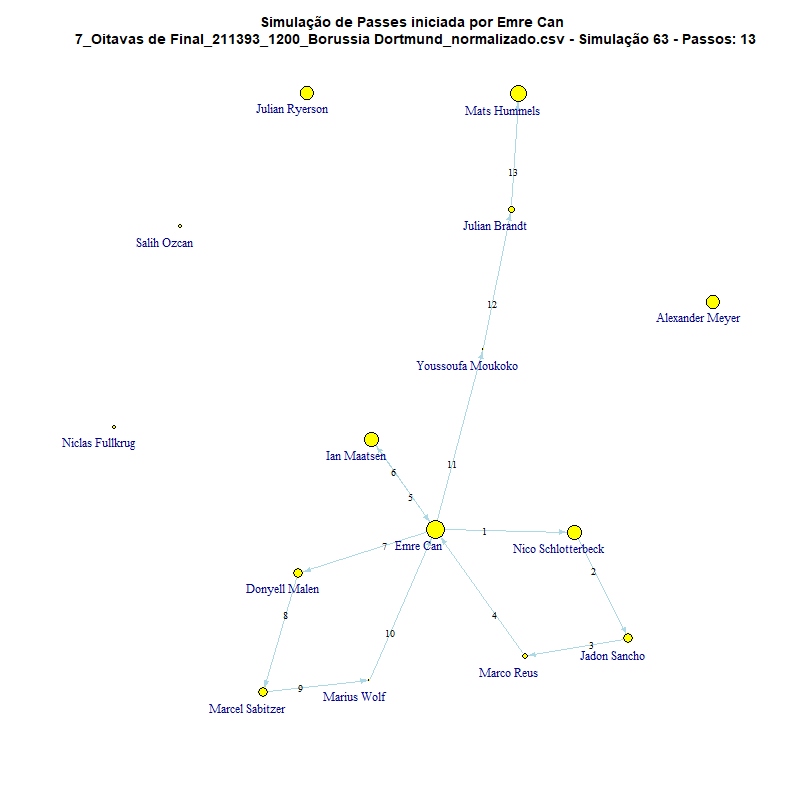 Simulação de Passes iniciada por Emre Can
7_Oitavas de Final_211393_1200_Borussia Dortmund_normalizado.csv - Simulação 63 - Passos: 13
Julian Ryerson
Mats Hummels
13
Julian Brandt
Salih Ozcan
12
Alexander Meyer
Youssoufa Moukoko
Niclas Fullkrug
Ian Maatsen
11
6
5
1
Emre Can
7
Nico Schlotterbeck
2
Donyell Malen
8
4
10
3
Jadon Sancho
Marco Reus
9
Marius Wolf
Marcel Sabitzer